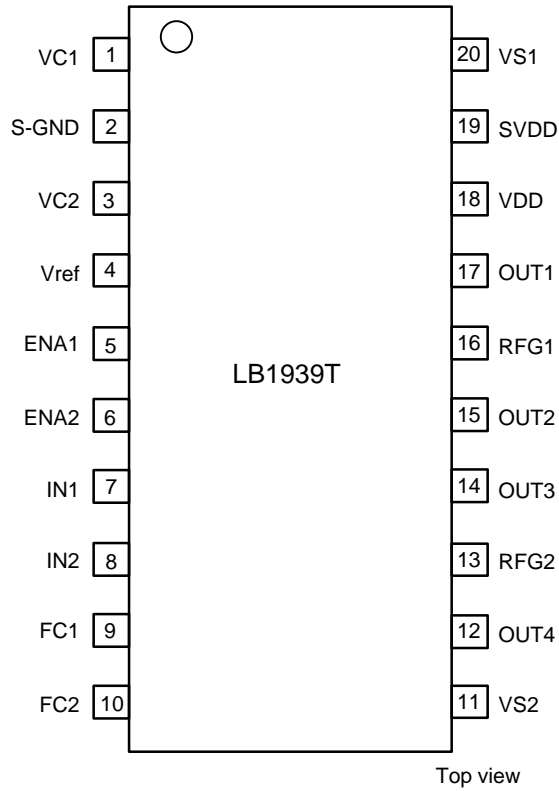 VC1 1 20 VS1
S-GND 2 19 SVDD
VC2 3 18 VDD
Vref 4 17 OUT1
ENA1 5 16 RFG1
LB1939T
ENA2 6 15 OUT2
IN1 7 14 OUT3
IN2 8 13 RFG2
FC1 9 12 OUT4
FC2 10 11 VS2
Top view